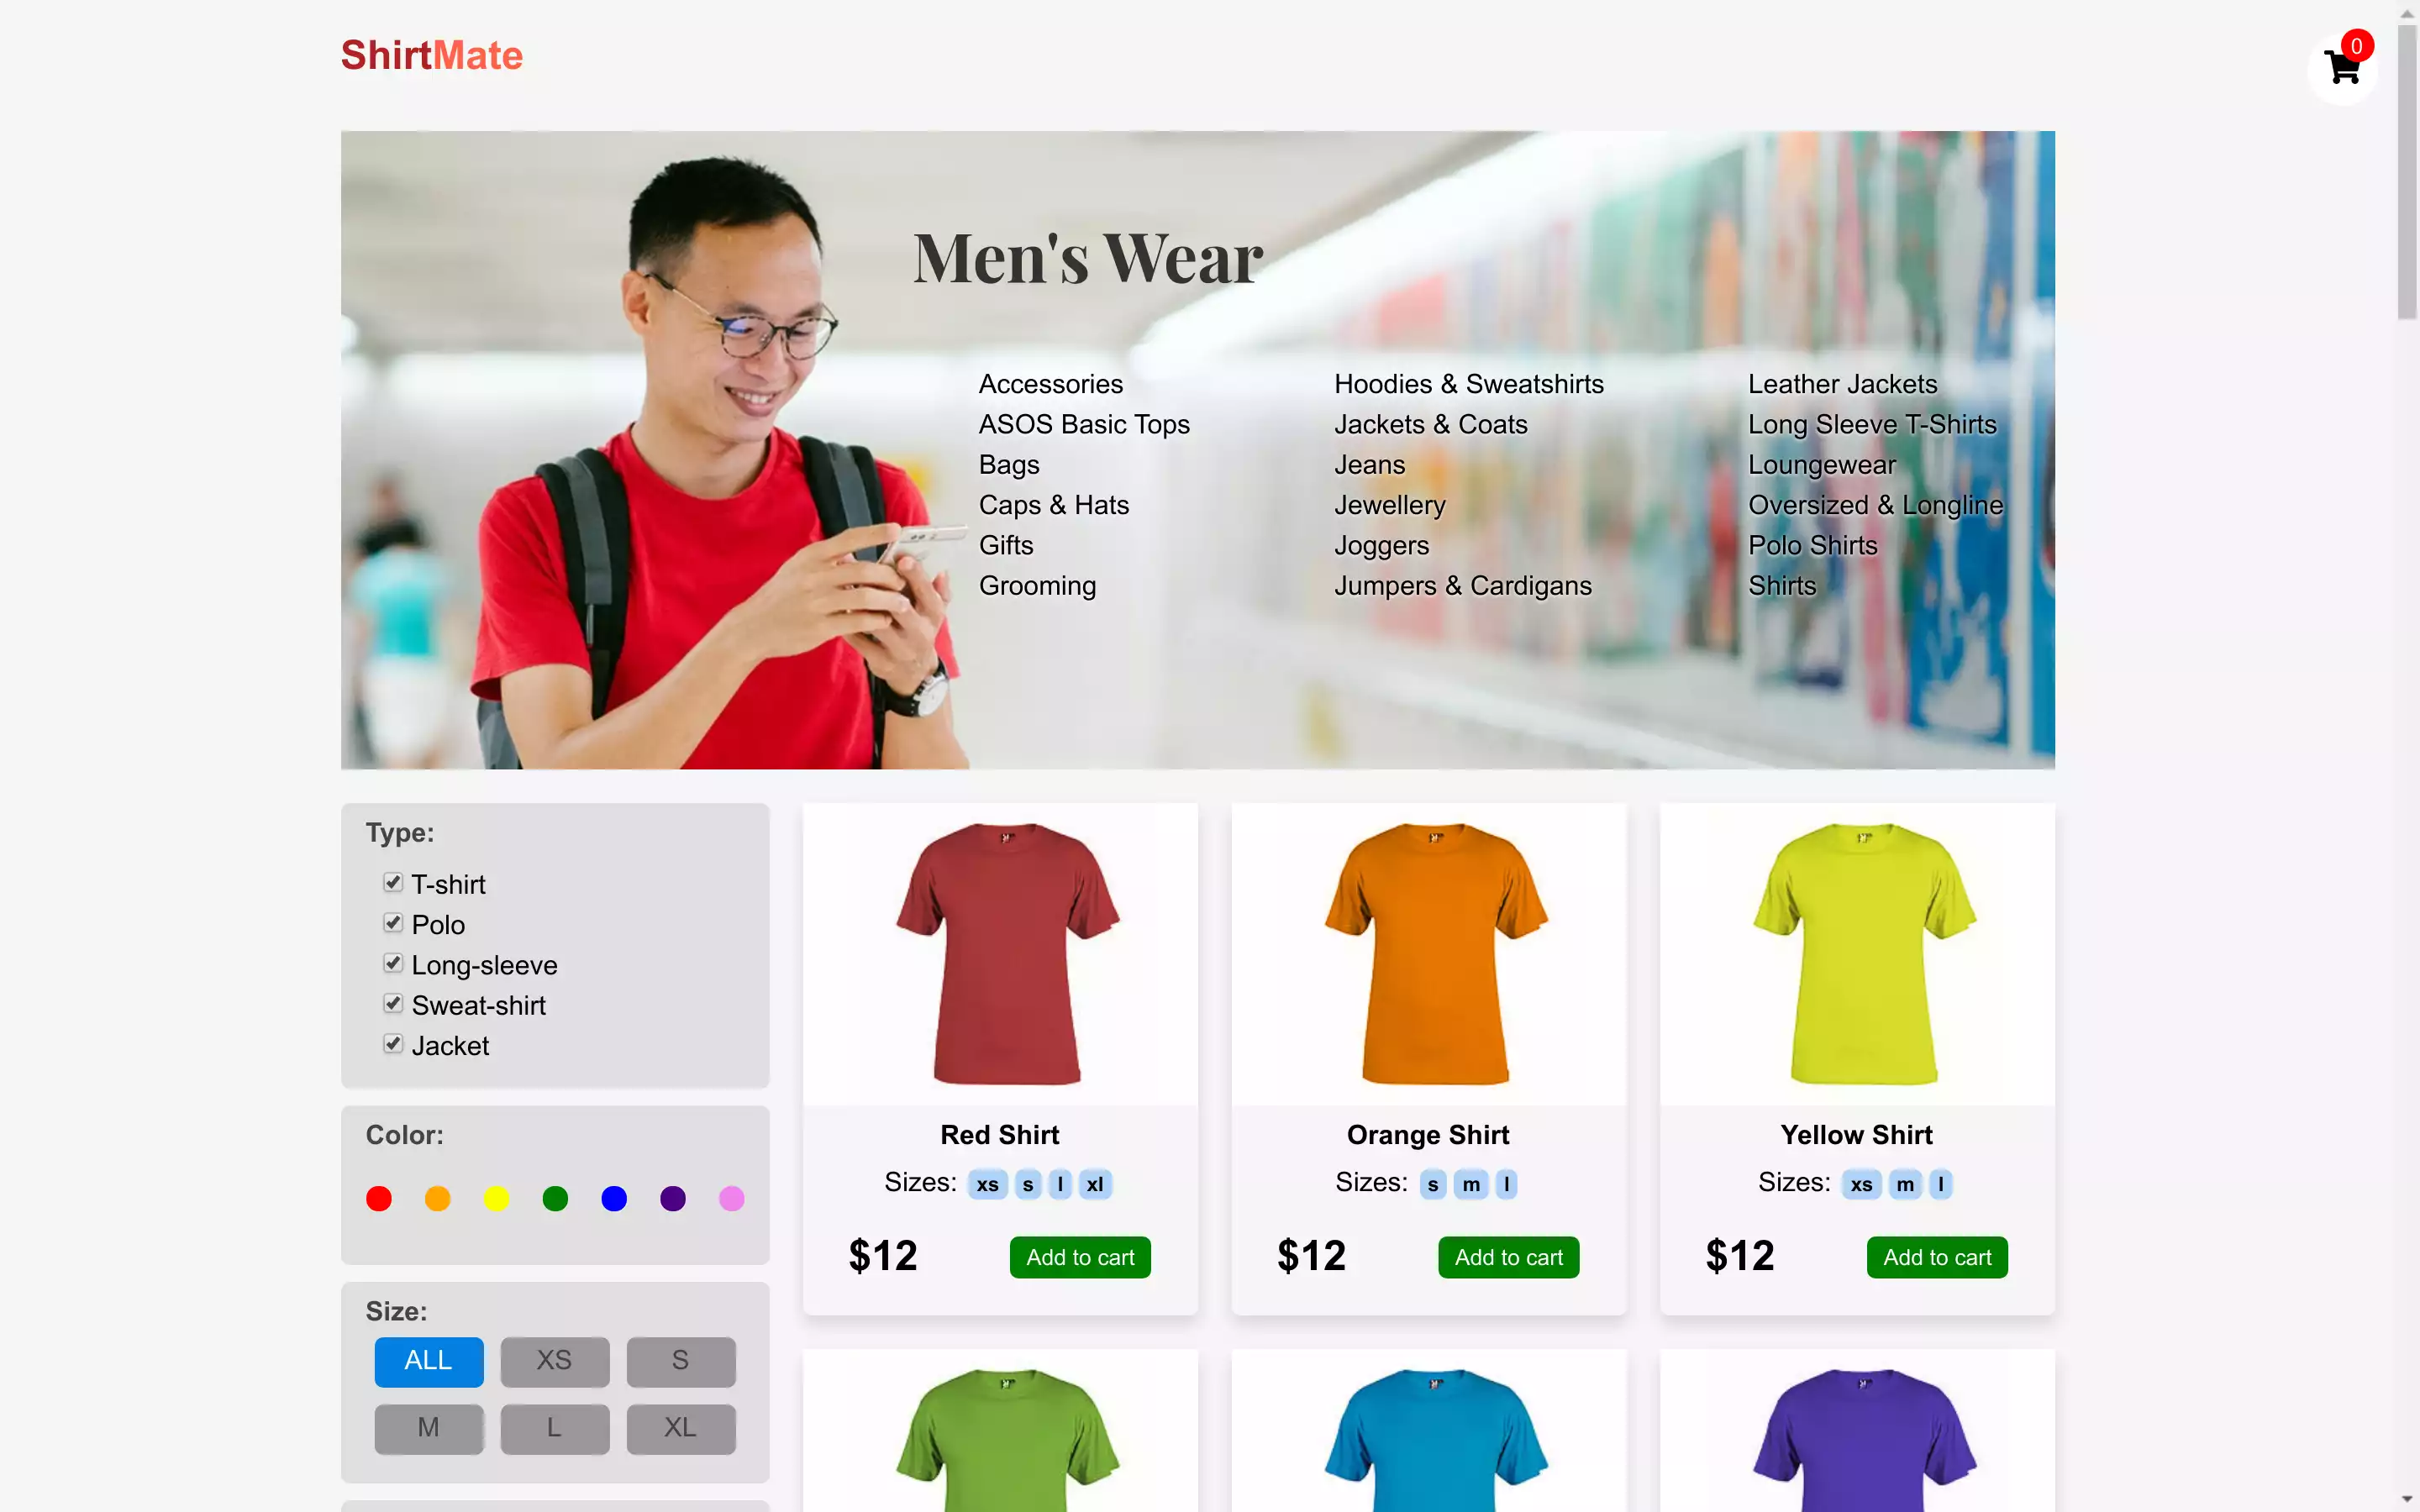 ShirtMate
0
Men's Wear
Accessories
ASOS Basic Tops
Bags
Caps & Hats
Gifts
Grooming
Hoodies & Sweatshirts
Jackets & Coats
Jeans
Jewellery
Joggers
Jumpers & Cardigans
Leather Jackets
Long Sleeve T-Shirts
Loungewear
Oversized & Longline
Polo Shirts
Shirts
Type:
T-shirt
Polo
Long-sleeve
Sweat-shirt
Jacket
Color:
Size:
ALL XS S
M L XL
Red Shirt
Sizes: xs s l xl
$12 Add to cart
Orange Shirt
Sizes: s m l
$12 Add to cart
Yellow Shirt
Sizes: xs m l
$12 Add to cart